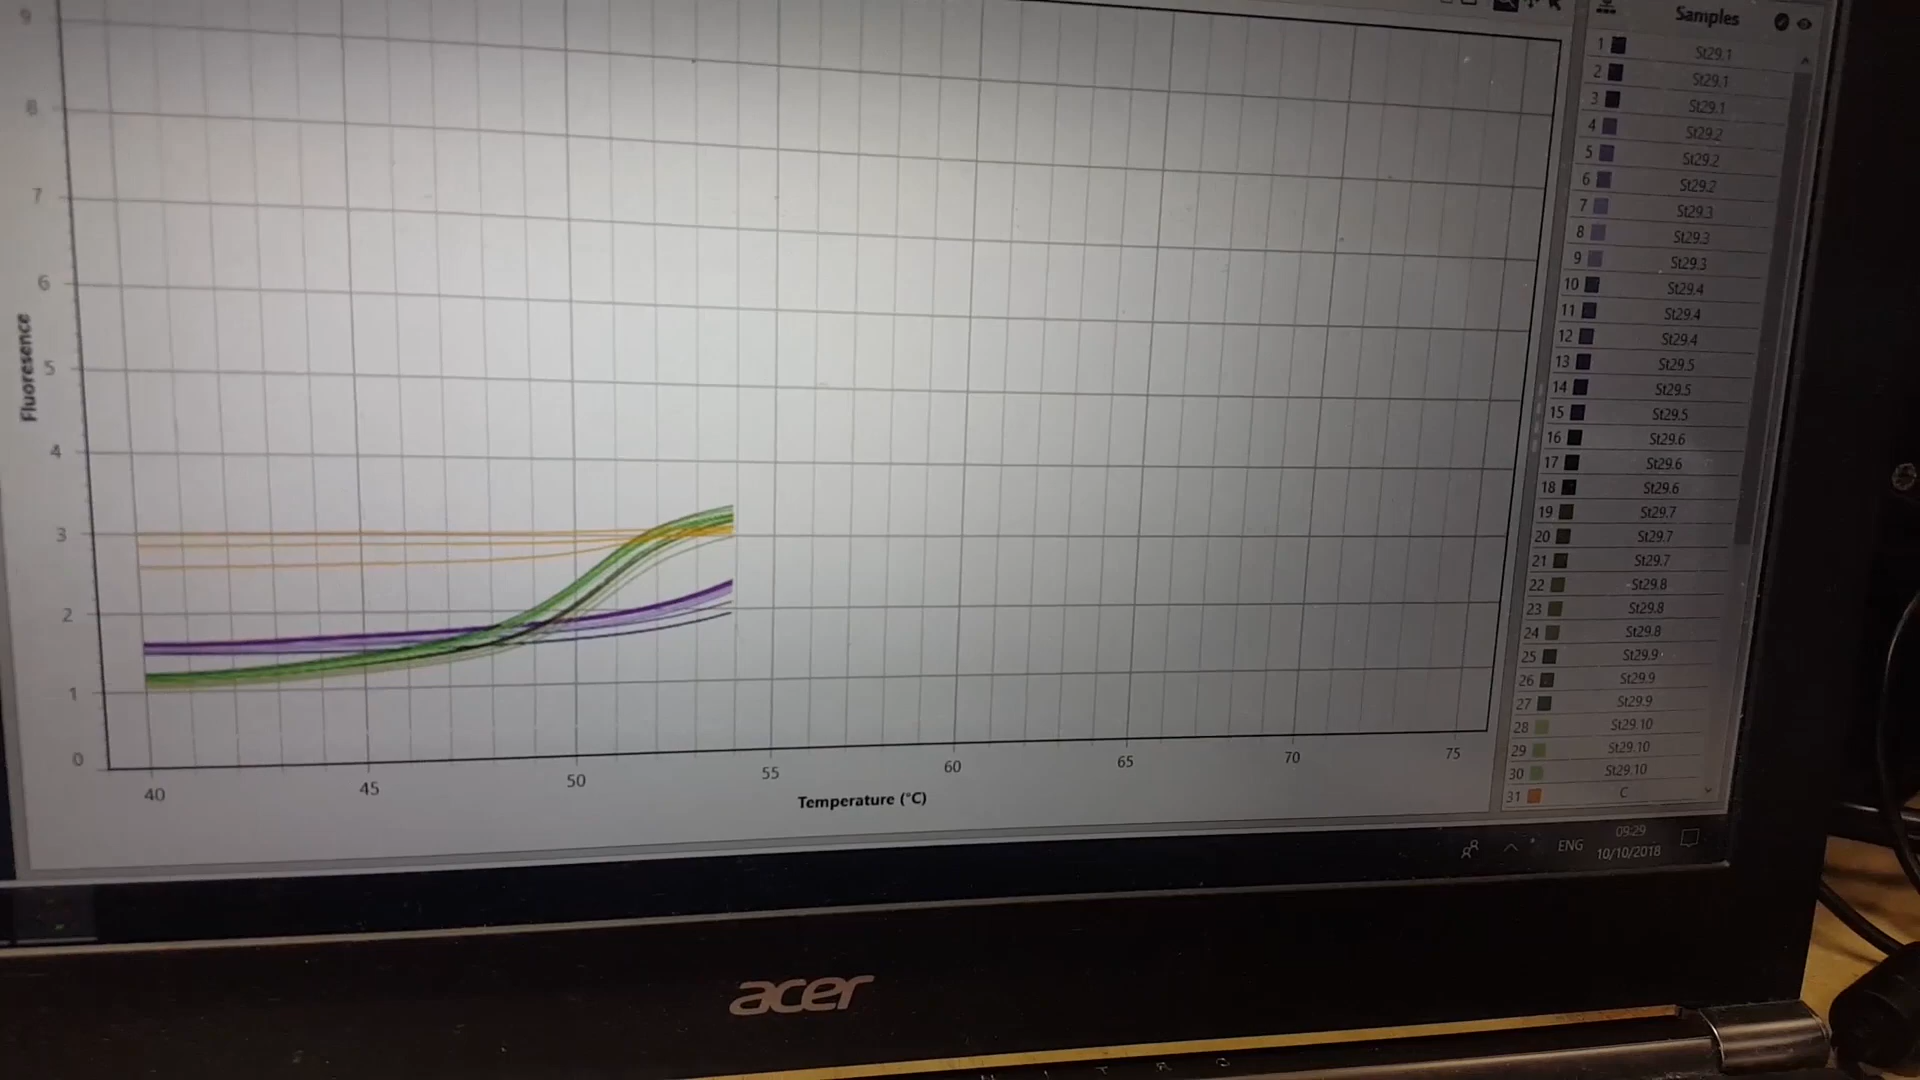 Samples
1 St29.1
2 St29.1
3 St29.1
4 St29.2
5 St29.2
6 St29.2
7 St29.3
8 St29.3
9 St29.3
10 St29.4
11 St29.4
12 St29.4
13 St29.5
14 St29.5
15 St29.5
16 St29.6
17 St29.6
18 St29.6
19 St29.7
20 St29.7
21 St29.7
22 St29.8
23 St29.8
24 St29.8
25 St29.9
26 St29.9
27 St29.9
28 St29.10
29 St29.10
30 St29.10
31 C
9
8
7
6
5
4
3
2
1
0
Fluoresence
40 45 50 55 60 65 70 75
Temperature (°C)
ENG
09:29
10/10/2018
acer